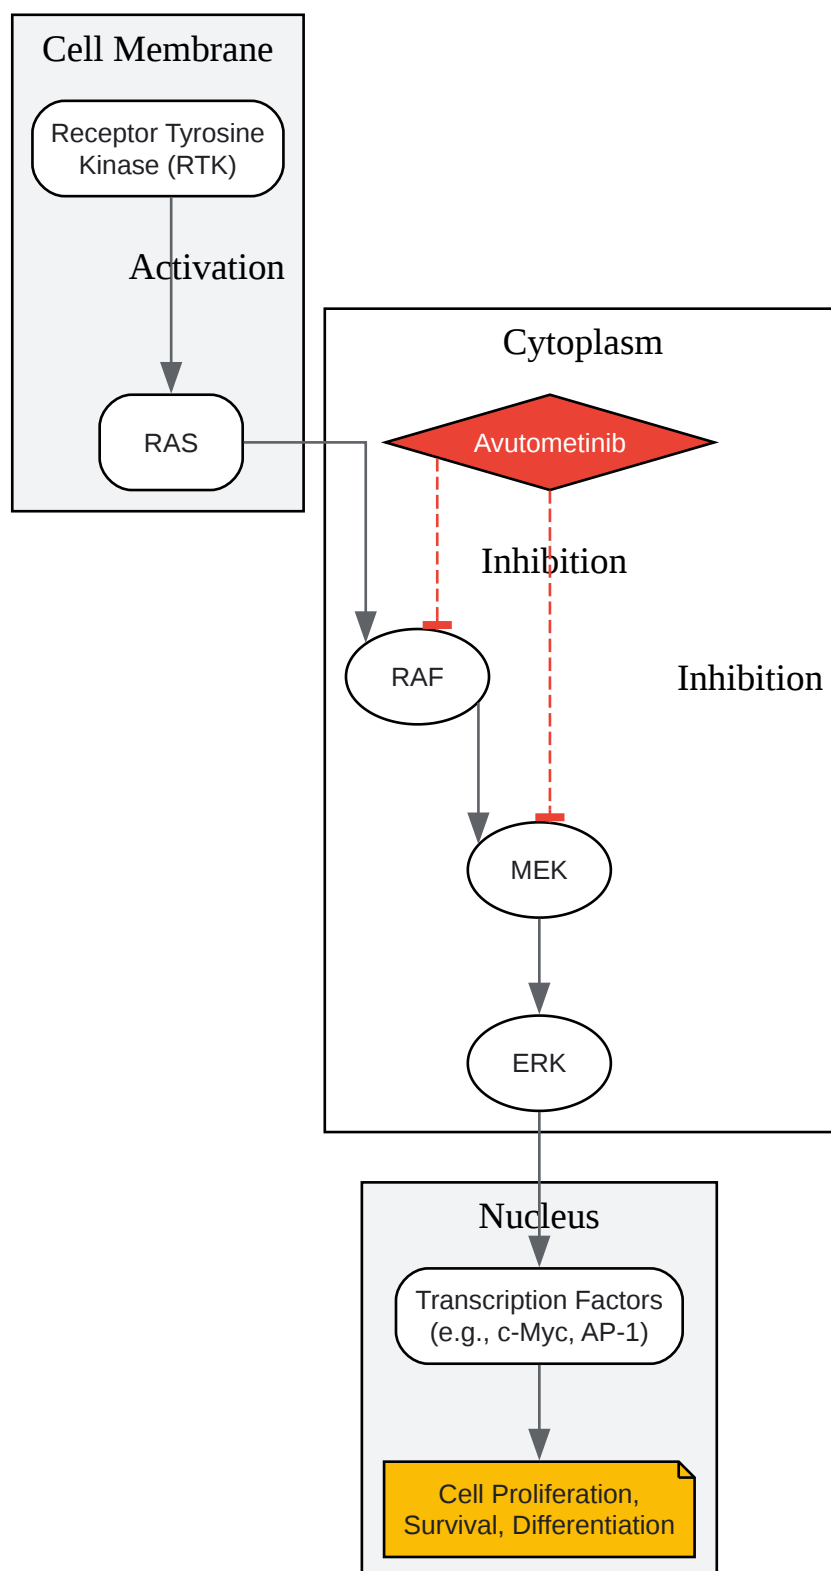 Cell Membrane
Receptor Tyrosine
Kinase (RTK)
Activation
RAS
Cytoplasm
Avutometinib
Inhibition
RAF
Inhibition
MEK
ERK
Nucleus
Transcription Factors
(e.g., c-Myc, AP-1)
Cell Proliferation,
Survival, Differentiation